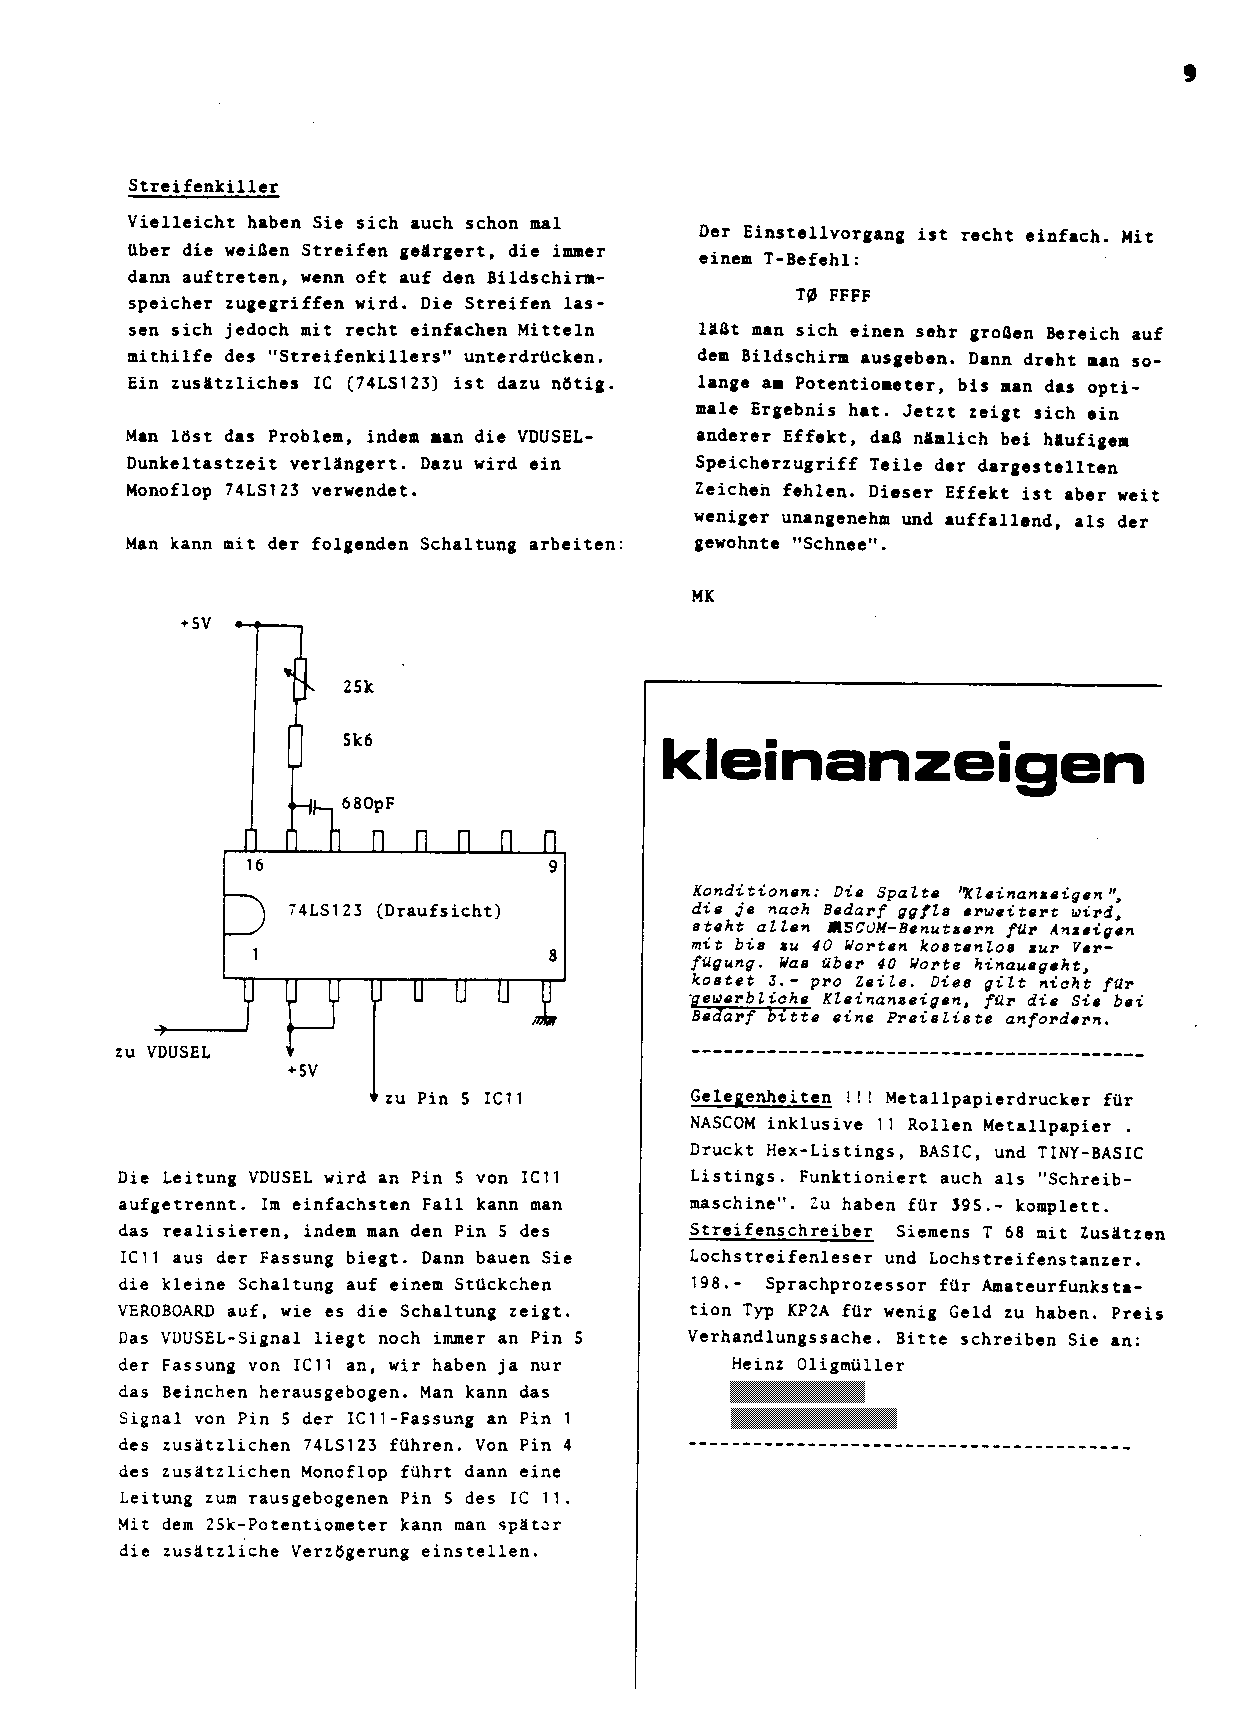 9
Streifenkiller
Vielleicht haben Sie sich auch schon mal
über die weißen Streifen geärgert, die immer
dann auftreten, wenn oft auf den Bildschirm-
speicher zugegriffen wird. Die Streifen las-
sen sich jedoch mit recht einfachen Mitteln
mithilfe des "Streifenkillers" unterdrücken.
Ein zusätzliches IC (74LS123) ist dazu nötig.
Man löst das Problem, indem man die VDUSEL-
Dunkeltastzeit verlängert. Dazu wird ein
Monoflop 74LS123 verwendet.
Man kann mit der folgenden Schaltung arbeiten:
+5V
25k
5k6
680pF
16
9
74LS123 (Draufsicht)
1
8
zu VDUSEL
+5V
zu Pin 5 IC11
Die Leitung VDUSEL wird an Pin 5 von IC11
aufgetrennt. Im einfachsten Fall kann man
das realisieren, indem man den Pin 5 des
IC11 aus der Fassung biegt. Dann bauen Sie
die kleine Schaltung auf einem Stückchen
VEROBOARD auf, wie es die Schaltung zeigt.
Das VDUSEL-Signal liegt noch immer an Pin 5
der Fassung von IC11 an, wir haben ja nur
das Beinchen herausgebogen. Man kann das
Signal von Pin 5 der IC11-Fassung an Pin 1
des zusätzlichen 74LS123 führen. Von Pin 4
des zusätzlichen Monoflop führt dann eine
Leitung zum rausgebogenen Pin 5 des IC 11.
Mit dem 25k-Potentiometer kann man später
die zusätzliche Verzögerung einstellen.
Der Einstellvorgang ist recht einfach. Mit
einem T-Befehl:
TØ FFFF
läßt man sich einen sehr großen Bereich auf
dem Bildschirm ausgeben. Dann dreht man so-
lange am Potentiometer, bis man das opti-
male Ergebnis hat. Jetzt zeigt sich ein
anderer Effekt, daß nämlich bei häufigem
Speicherzugriff Teile der dargestellten
Zeichen fehlen. Dieser Effekt ist aber weit
weniger unangenehm und auffallend, als der
gewohnte "Schnee".
MK
kleinanzeigen
Konditionen: Die Spalte "Kleinanzeigen",
die je nach Bedarf ggfls erweitert wird,
steht allen NASCOM-Benutzern für Anzeigen
mit bis zu 40 Worten kostenlos zur Ver-
fügung. Was über 40 Worte hinausgeht,
kostet 3.- pro Zeile. Dies gilt nicht für
gewerbliche Kleinanzeigen, für die Sie bei
Bedarf bitte eine Preisliste anfordern.
Gelegenheiten !!! Metallpapierdrucker für
NASCOM inklusive 11 Rollen Metallpapier .
Druckt Hex-Listings, BASIC, und TINY-BASIC
Listings. Funktioniert auch als "Schreib-
maschine". Zu haben für 395.- komplett.
Streifenschreiber Siemens T 68 mit Zusätzen
Lochstreifenleser und Lochstreifenstanzer.
198.- Sprachprozessor für Amateurfunksta-
tion Typ KP2A für wenig Geld zu haben. Preis
Verhandlungssache. Bitte schreiben Sie an:
Heinz Oligmüller